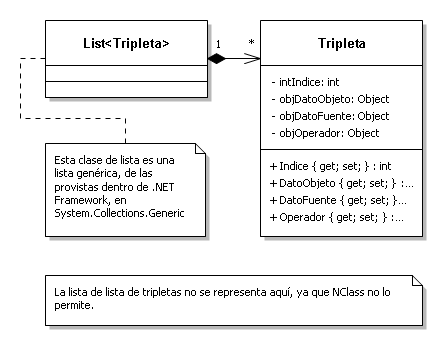 List<Tripleta>
1
*
Tripleta
- intIndice: int
- objDatoObjeto: Object
- objDatoFuente: Object
- objOperador: Object
+ Indice { get; set; } : int
+ DatoObjeto { get; set; } :...
+ DatoFuente { get; set; }...
+ Operador { get; set; } :...
Esta clase de lista es una
lista genérica, de las
provistas dentro de .NET
Framework, en
System.Collections.Generic
La lista de lista de tripletas no se representa aquí, ya que NClass no lo
permite.